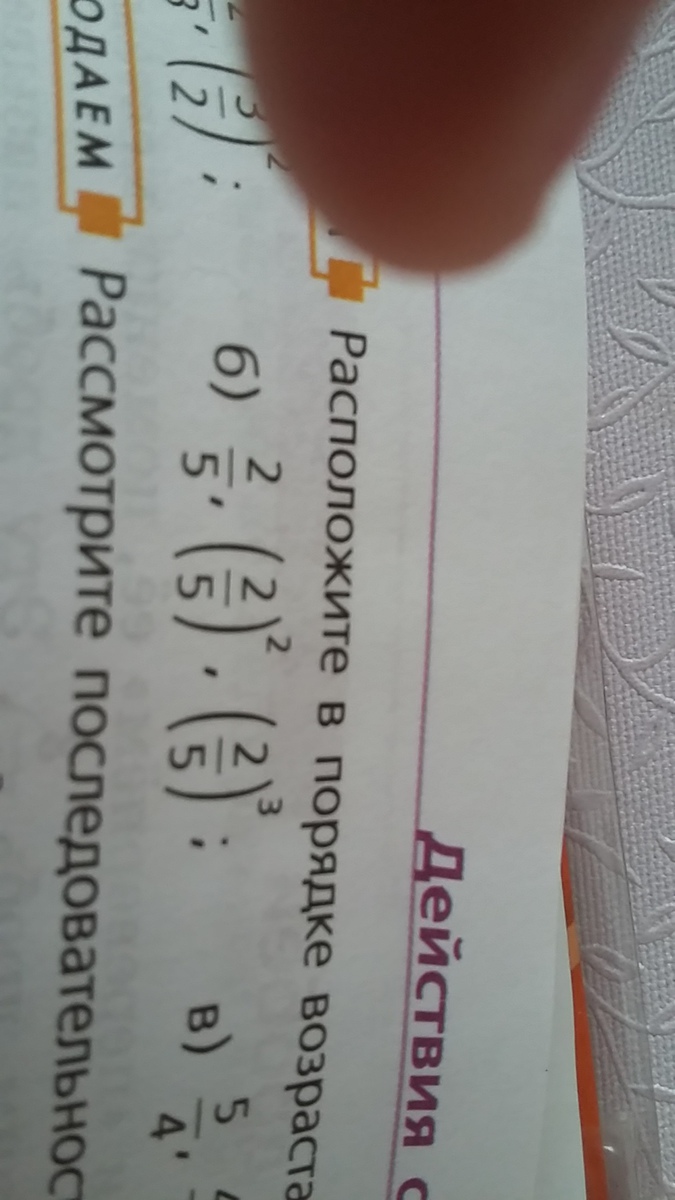 Действия с
Расположите в порядке возраста
(3/2)²; б) 2/5, (2/5)², (2/5)³; в) 5/4,
ОДАЕМ Рассмотрите последовательност